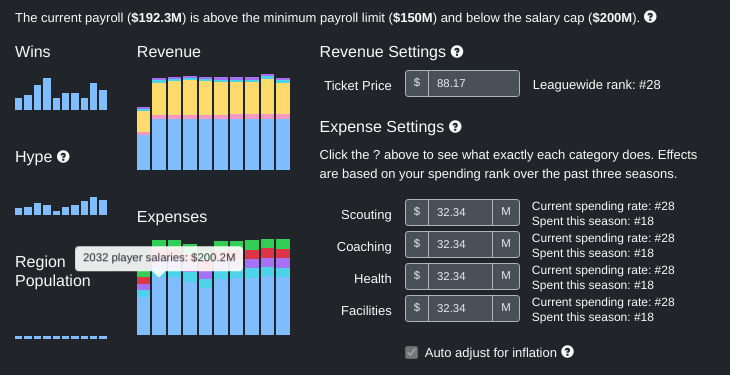 The current payroll ($192.3M) is above the minimum payroll limit ($150M) and below the salary cap ($200M). ?
Wins
Revenue
Revenue Settings ?
Ticket Price
$
88.17
Leaguewide rank: #28
Expense Settings ?
Hype ?
Click the ? above to see what exactly each category does. Effects
are based on your spending rank over the past three seasons.
Expenses
Scouting
$
32.34
M
Current spending rate: #28
Spent this season: #18
Coaching
$
32.34
M
Current spending rate: #28
Spent this season: #18
Region
Population
2032 player salaries: $200.2M
Health
$
32.34
M
Current spending rate: #28
Spent this season: #18
Facilities
$
32.34
M
Current spending rate: #28
Spent this season: #18
Auto adjust for inflation ?